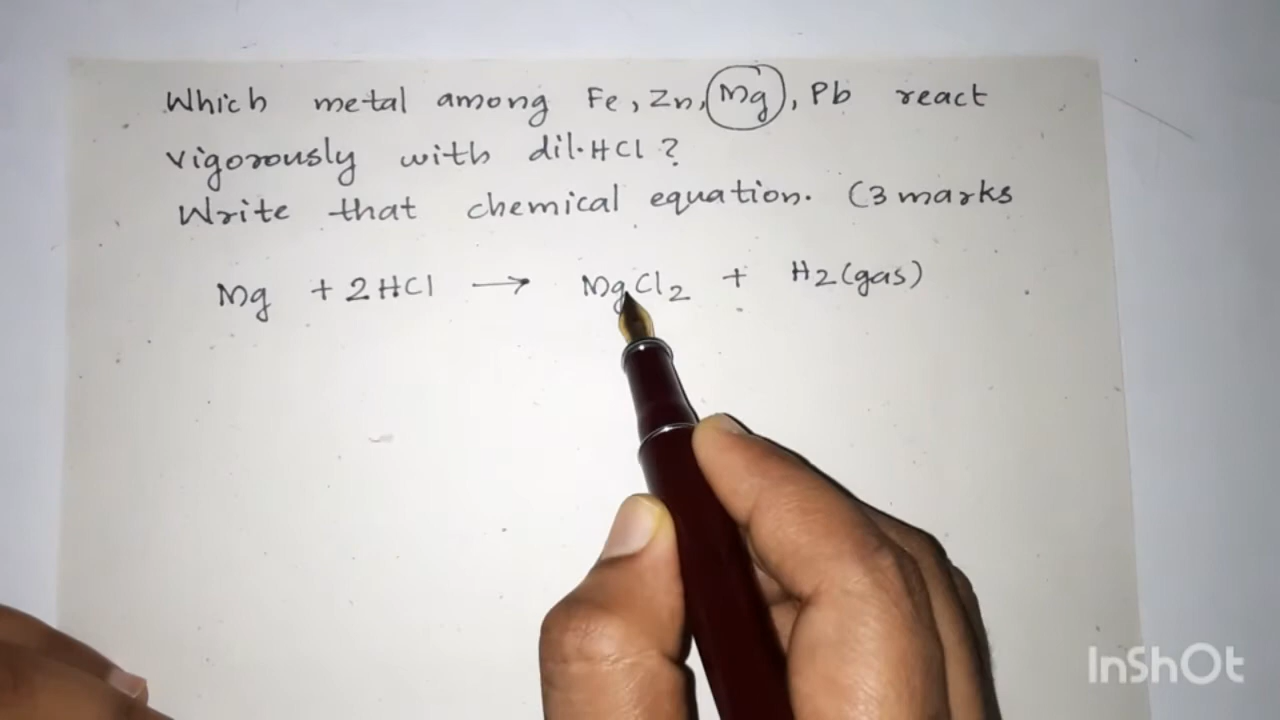 Which metal among Fe, Zn, Mg, Pb react
vigorously with dil.HCl?
Write that chemical equation. (3 marks
Mg + 2HCl → MgCl2 + H2(gas)
InShOt